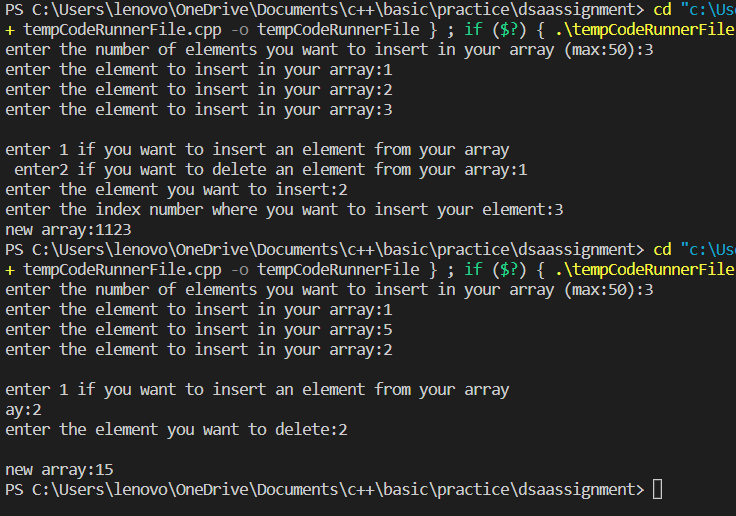 PS C:\Users\lenovo\OneDrive\Documents\c++\basic\practice\dsaassignment> cd "c:\Us
+ tempCodeRunnerFile.cpp -o tempCodeRunnerFile } ; if ($?) { .\tempCodeRunnerFile
enter the number of elements you want to insert in your array (max:50):3
enter the element to insert in your array:1
enter the element to insert in your array:2
enter the element to insert in your array:3

enter 1 if you want to insert an element from your array
 enter2 if you want to delete an element from your array:1
enter the element you want to insert:2
enter the index number where you want to insert your element:3
new array:1123
PS C:\Users\lenovo\OneDrive\Documents\c++\basic\practice\dsaassignment> cd "c:\Us
+ tempCodeRunnerFile.cpp -o tempCodeRunnerFile } ; if ($?) { .\tempCodeRunnerFile
enter the number of elements you want to insert in your array (max:50):3
enter the element to insert in your array:1
enter the element to insert in your array:5
enter the element to insert in your array:2

enter 1 if you want to insert an element from your array
ay:2
enter the element you want to delete:2

new array:15
PS C:\Users\lenovo\OneDrive\Documents\c++\basic\practice\dsaassignment>